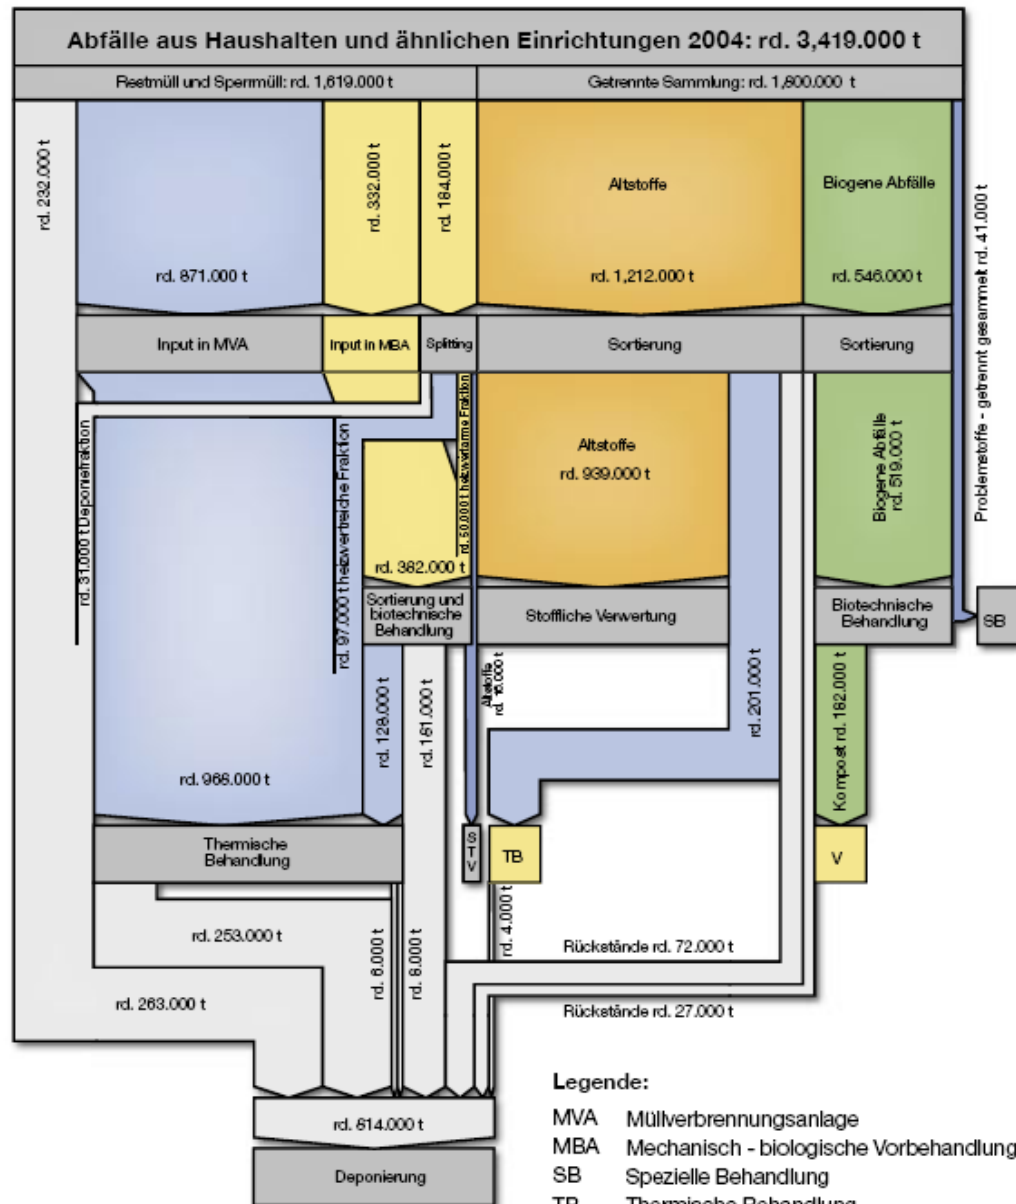 Abfälle aus Haushalten und ähnlichen Einrichtungen 2004: rd. 3,419.000 t
Restmüll und Sperrmüll: rd. 1,619.000 t
Getrennte Sammlung: rd. 1,800.000 t
rd. 232.000 t
rd. 871.000 t
rd. 332.000 t
rd. 184.000 t
Altstoffe
rd. 1,212.000 t
Biogene Abfälle
rd. 546.000 t
Problemstoffe - getrennt gesammelt rd. 41.000 t
Input in MVA
Input in MBA
Splitting
Sortierung
Sortierung
rd. 31.000 t Deponiefraktion
rd. 97.000 t heizwertreiche Fraktion
rd. 50.000 t heizwertarme Fraktion
Altstoffe
rd. 939.000 t
Biogene Abfälle
rd. 519.000 t
rd. 382.000 t
Sortierung und
biotechnische
Behandlung
Stoffliche Verwertung
Biotechnische
Behandlung
SB
rd. 968.000 t
rd. 128.000 t
rd. 161.000 t
Altstoffe
rd. 201.000 t
Kompost rd. 182.000 t
Thermische
Behandlung
STV
TB
V
rd. 253.000 t
rd. 6.000 t
rd. 8.000 t
rd. 4.000 t
Rückstände rd. 72.000 t
rd. 263.000 t
Rückstände rd. 27.000 t
rd. 614.000 t
Deponierung
Legende:
MVA Müllverbrennungsanlage
MBA Mechanisch - biologische Vorbehandlung
SB Spezielle Behandlung
TB Thermische Behandlung